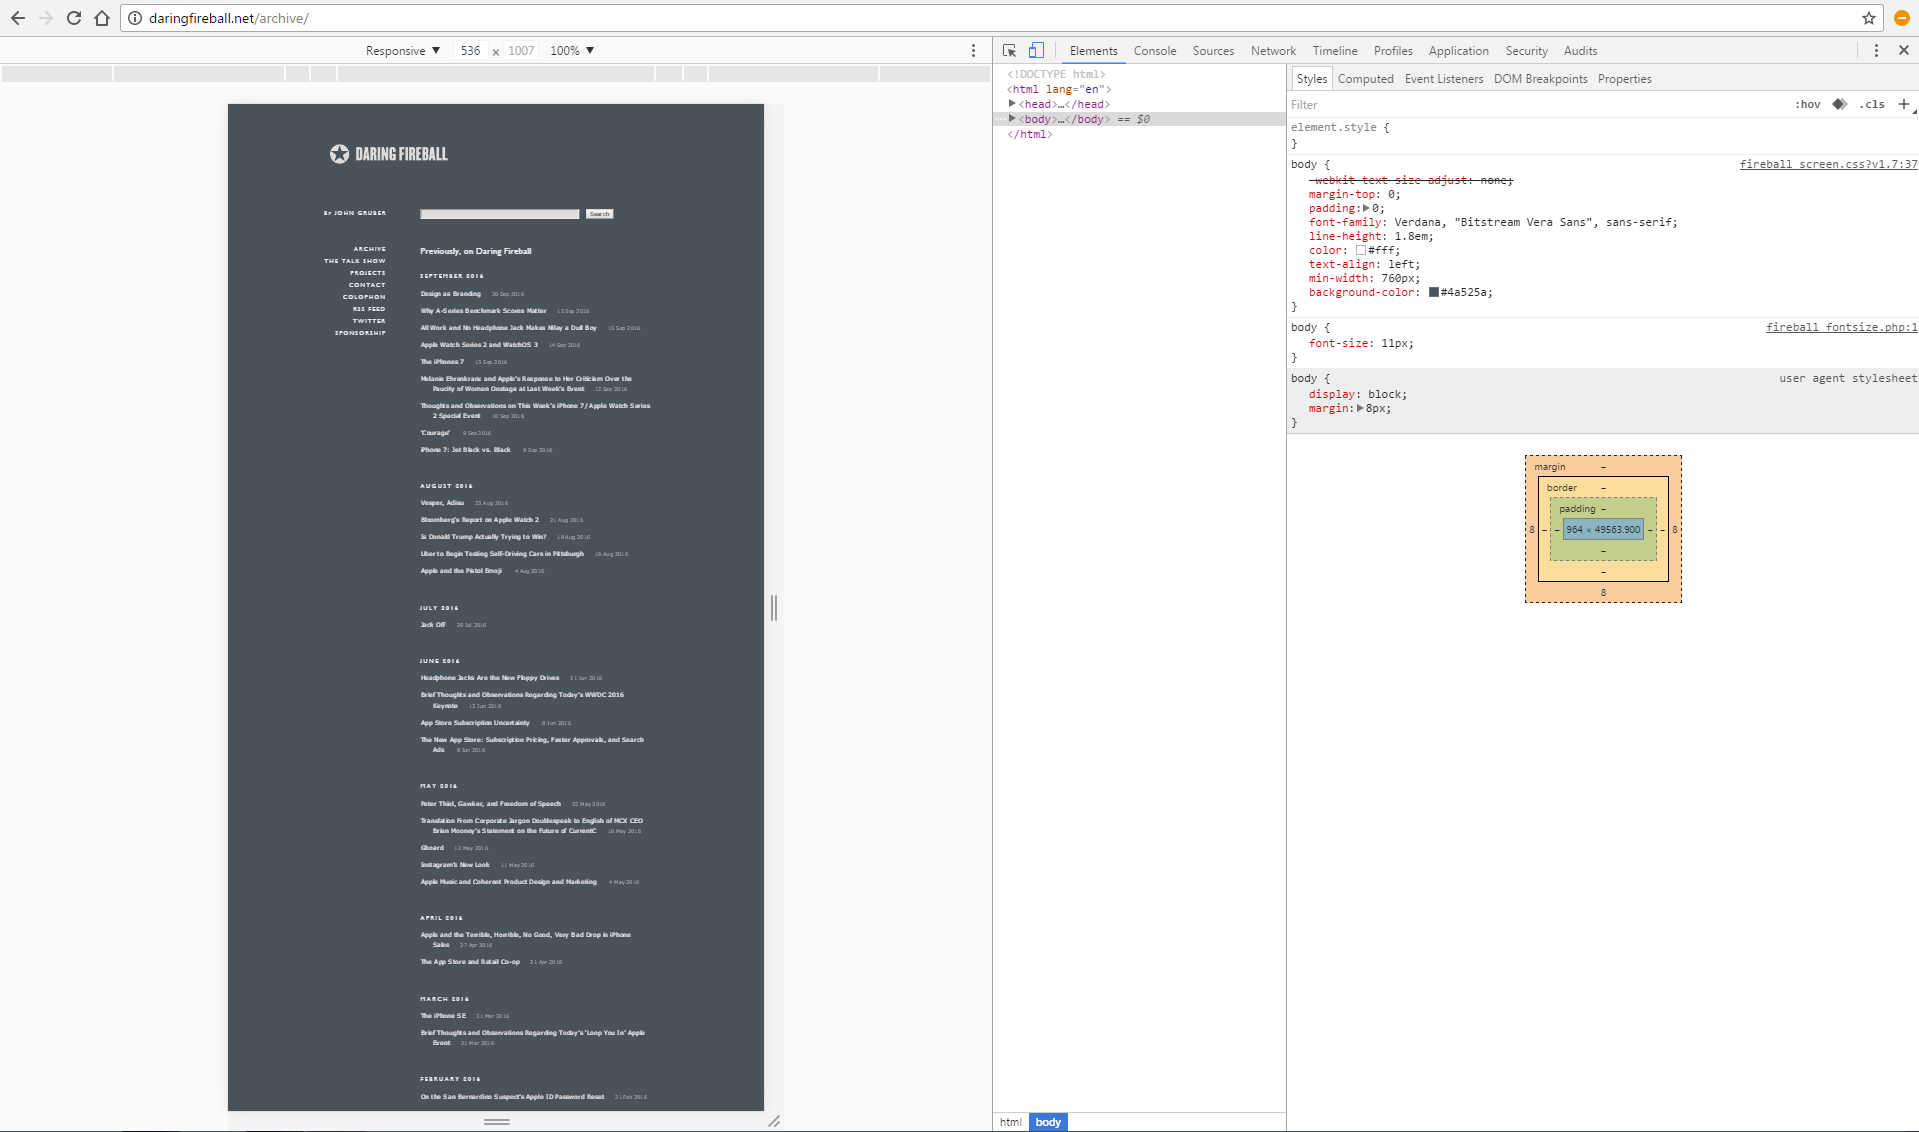 daringfireball.net/archive/
Responsive ▼ 536 × 1007 100% ▼
DARING FIREBALL
BY JOHN GRUBER
Search
ARCHIVE
THE TALK SHOW
PROJECTS
CONTACT
COLOPHON
RSS FEED
TWITTER
SPONSORSHIP
Previously, on Daring Fireball
SEPTEMBER 2016
Design as Branding 20 Sep 2016
Why A-Series Benchmark Scores Matter 15 Sep 2016
All Work and No Headphone Jack Makes Nilay a Dull Boy 15 Sep 2016
Apple Watch Series 2 and WatchOS 3 14 Sep 2016
The iPhones 7 13 Sep 2016
Melanie Ehrenkranz and Apple's Response to Her Criticism Over the
Paucity of Women Onstage at Last Week's Event 12 Sep 2016
Thoughts and Observations on This Week's iPhone 7 / Apple Watch Series
2 Special Event 10 Sep 2016
'Courage' 9 Sep 2016
iPhone 7: Jet Black vs. Black 9 Sep 2016
AUGUST 2016
Vesper, Adieu 23 Aug 2016
Bloomberg's Report on Apple Watch 2 21 Aug 2016
Is Donald Trump Actually Trying to Win? 18 Aug 2016
Uber to Begin Testing Self-Driving Cars in Pittsburgh 18 Aug 2016
Apple and the Pistol Emoji 4 Aug 2016
JULY 2016
Jack Off 29 Jul 2016
JUNE 2016
Headphone Jacks Are the New Floppy Drives 21 Jun 2016
Brief Thoughts and Observations Regarding Today's WWDC 2016
Keynote 13 Jun 2016
App Store Subscription Uncertainty 8 Jun 2016
The New App Store: Subscription Pricing, Faster Approvals, and Search
Ads 8 Jun 2016
MAY 2016
Peter Thiel, Gawker, and Freedom of Speech 25 May 2016
Translation From Corporate Jargon Doublespeak to English of MCX CEO
Brian Mooney's Statement on the Future of CurrentC 16 May 2016
Gboard 13 May 2016
Instagram's New Look 11 May 2016
Apple Music and Coherent Product Design and Marketing 4 May 2016
APRIL 2016
Apple and the Terrible, Horrible, No Good, Very Bad Drop in iPhone
Sales 27 Apr 2016
The App Store and Retail Co-op 21 Apr 2016
MARCH 2016
The iPhone SE 31 Mar 2016
Brief Thoughts and Observations Regarding Today's 'Loop You In' Apple
Event 21 Mar 2016
FEBRUARY 2016
On the San Bernardino Suspect's Apple ID Password Reset 21 Feb 2016
Elements Console Sources Network Timeline Profiles Application Security Audits
<!DOCTYPE html>
<html lang="en">
▶<head>…</head>
…▶<body>…</body> == $0
</html>
html body
Styles Computed Event Listeners DOM Breakpoints Properties
Filter :hov .cls +
element.style {
}
body { fireball_screen.css?v1.7:37
-webkit-text-size-adjust: none;
margin-top: 0;
padding:▶0;
font-family: Verdana, "Bitstream Vera Sans", sans-serif;
line-height: 1.8em;
color: #fff;
text-align: left;
min-width: 760px;
background-color: #4a525a;
}
body { fireball_fontsize.php:1
font-size: 11px;
}
body { user agent stylesheet
display: block;
margin:▶8px;
}
margin –
border –
padding –
8 – – 964 × 49563.900 – – 8
–
–
8